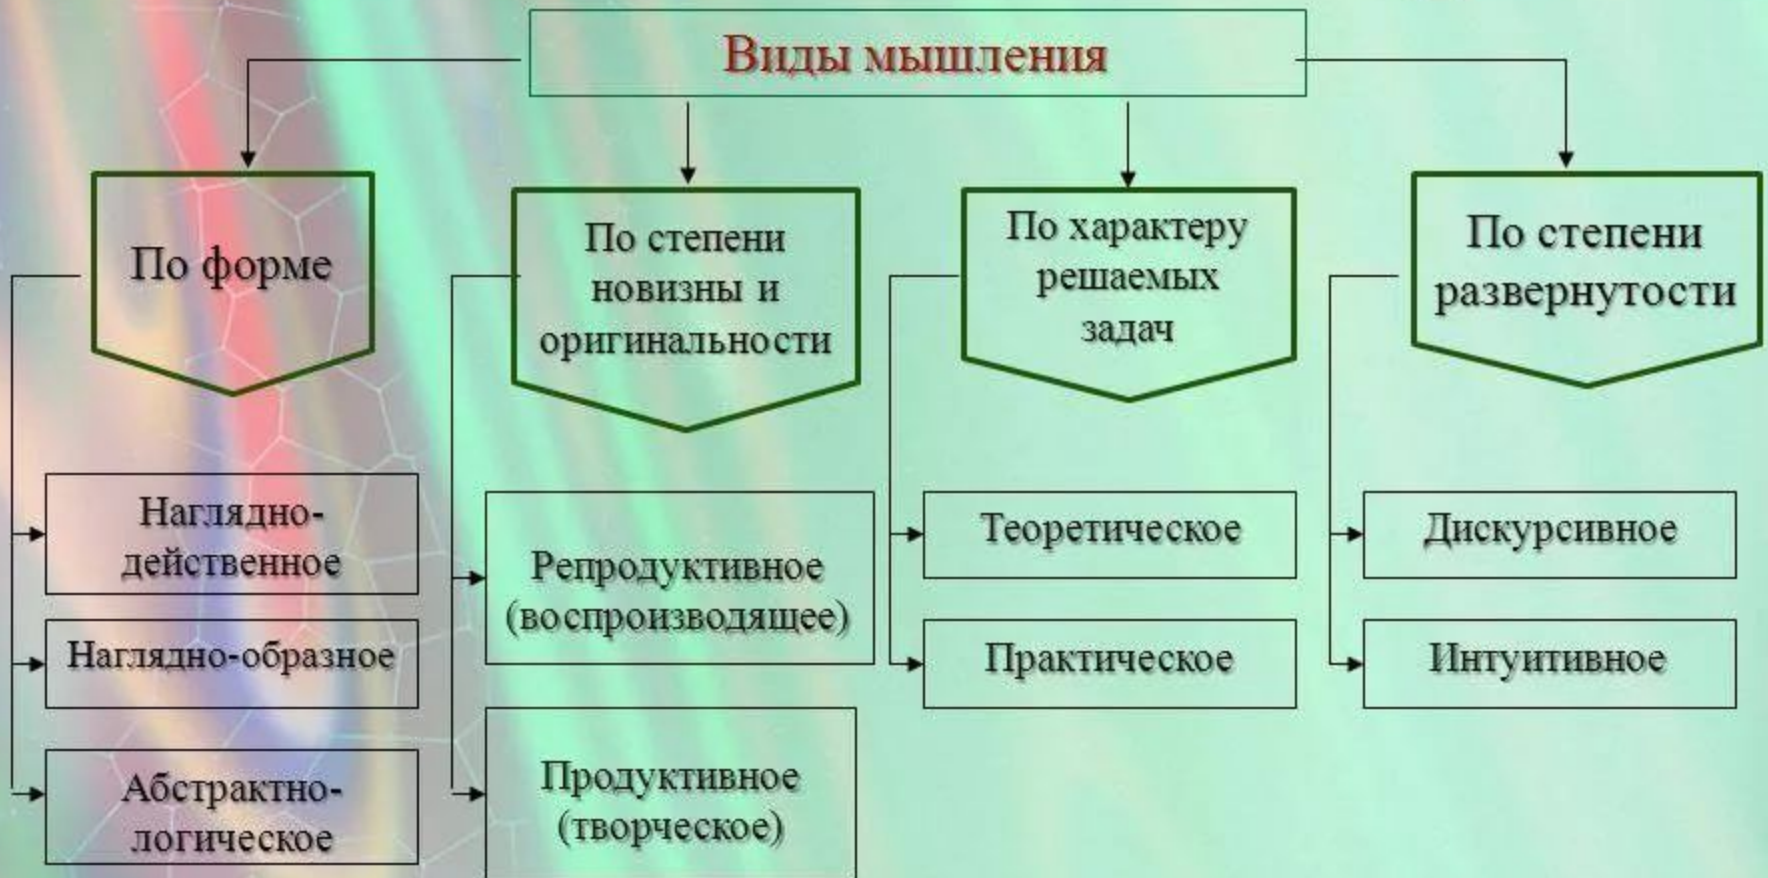 Виды мышления
По форме
По степени
новизны и
оригинальности
По характеру
решаемых
задач
По степени
развернутости
Наглядно-
действенное
Наглядно-образное
Абстрактно-
логическое
Репродуктивное
(воспроизводящее)
Продуктивное
(творческое)
Теоретическое
Практическое
Дискурсивное
Интуитивное